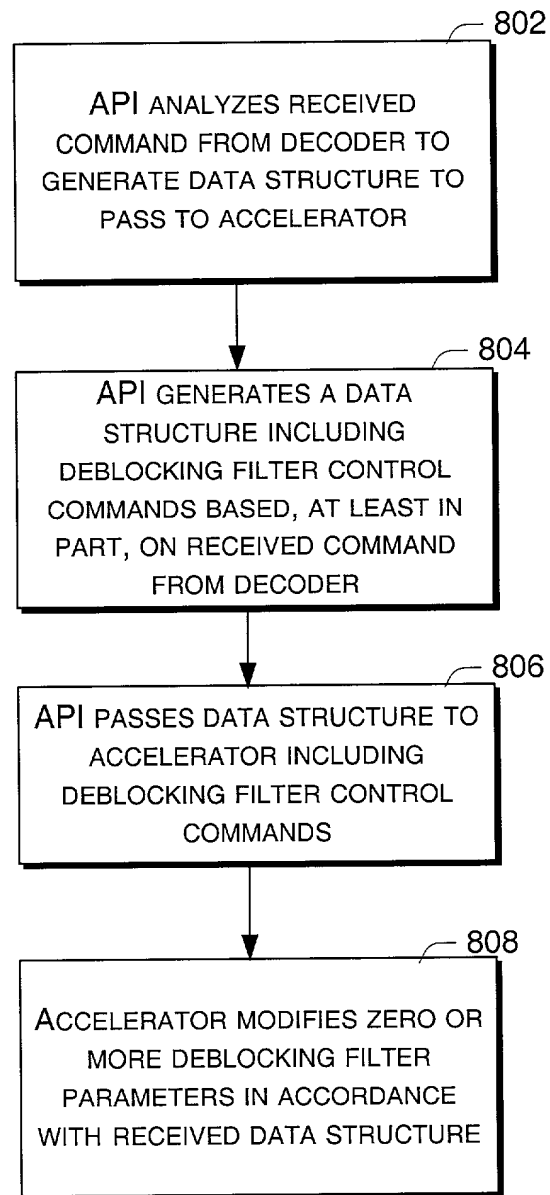 802
API ANALYZES RECEIVED
COMMAND FROM DECODER TO
GENERATE DATA STRUCTURE TO
PASS TO ACCELERATOR
804
API GENERATES A DATA
STRUCTURE INCLUDING
DEBLOCKING FILTER CONTROL
COMMANDS BASED, AT LEAST IN
PART, ON RECEIVED COMMAND
FROM DECODER
806
API PASSES DATA STRUCTURE TO
ACCELERATOR INCLUDING
DEBLOCKING FILTER CONTROL
COMMANDS
808
ACCELERATOR MODIFIES ZERO OR
MORE DEBLOCKING FILTER
PARAMETERS IN ACCORDANCE
WITH RECEIVED DATA STRUCTURE